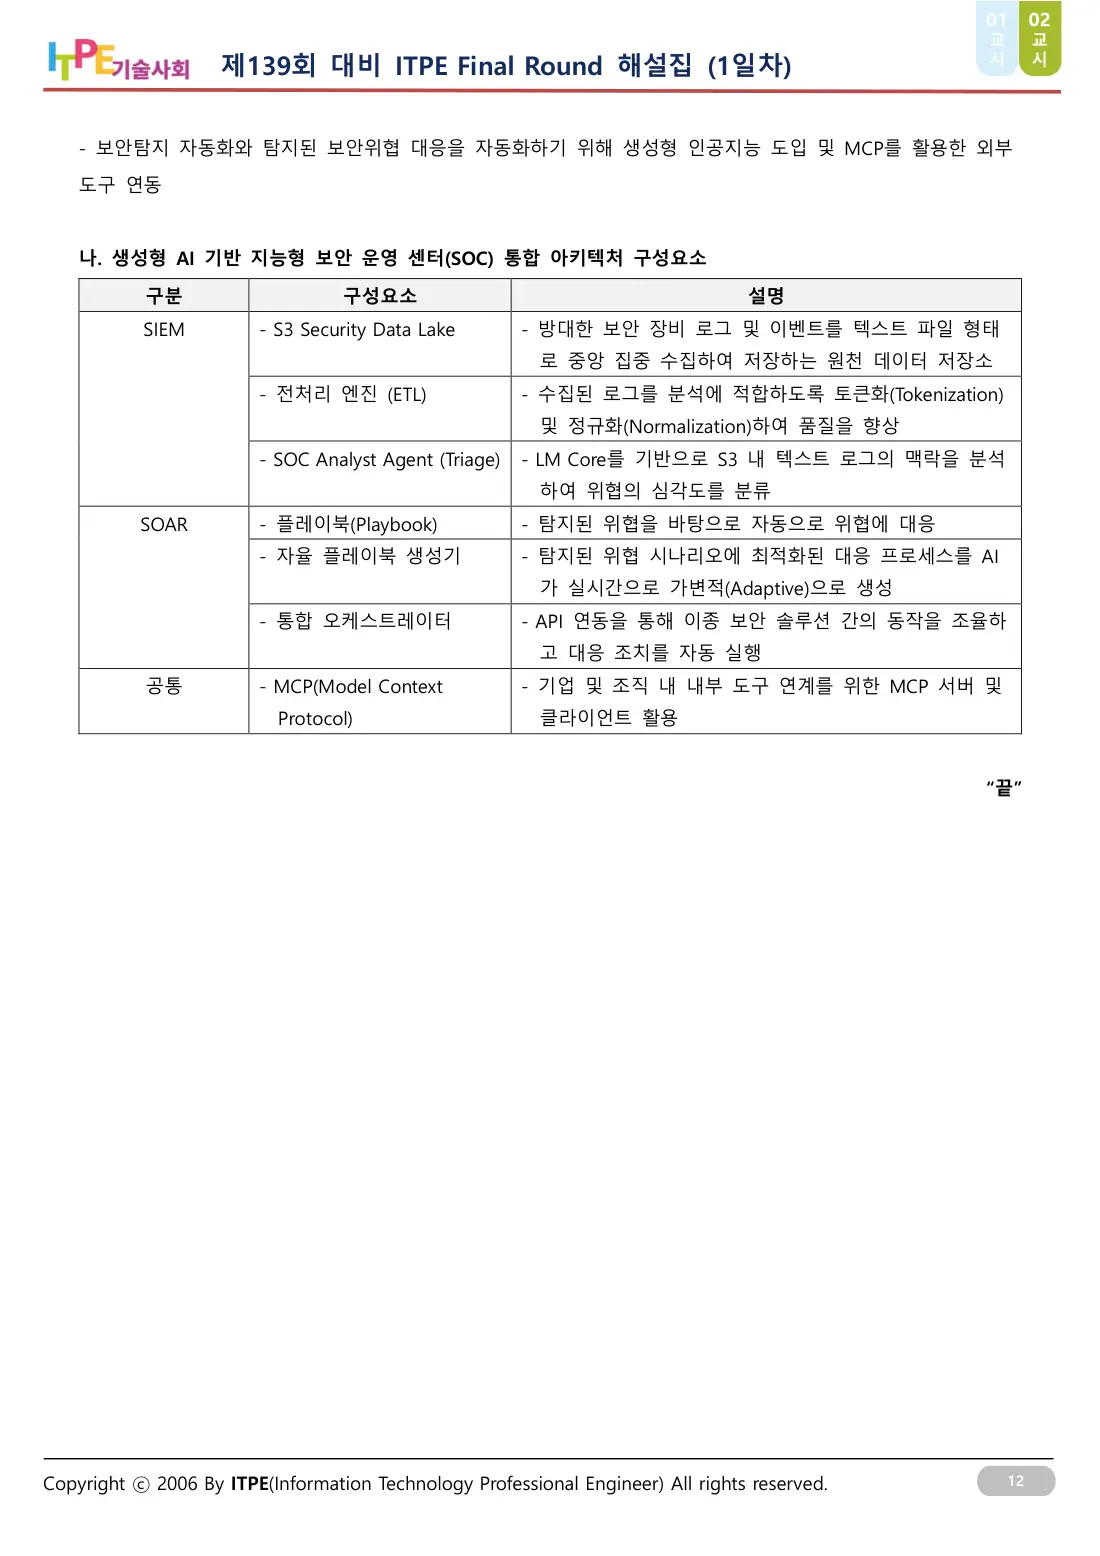 01
교
시
02
교
시
ITPE기술사회
제139회 대비 ITPE Final Round 해설집 (1일차)
- 보안탐지 자동화와 탐지된 보안위협 대응을 자동화하기 위해 생성형 인공지능 도입 및 MCP를 활용한 외부
도구 연동
나. 생성형 AI 기반 지능형 보안 운영 센터(SOC) 통합 아키텍처 구성요소
구분 구성요소 설명
SIEM - S3 Security Data Lake - 방대한 보안 장비 로그 및 이벤트를 텍스트 파일 형태
로 중앙 집중 수집하여 저장하는 원천 데이터 저장소
- 전처리 엔진 (ETL) - 수집된 로그를 분석에 적합하도록 토큰화(Tokenization)
및 정규화(Normalization)하여 품질을 향상
- SOC Analyst Agent (Triage) - LM Core를 기반으로 S3 내 텍스트 로그의 맥락을 분석
하여 위협의 심각도를 분류
SOAR - 플레이북(Playbook) - 탐지된 위협을 바탕으로 자동으로 위협에 대응
- 자율 플레이북 생성기 - 탐지된 위협 시나리오에 최적화된 대응 프로세스를 AI
가 실시간으로 가변적(Adaptive)으로 생성
- 통합 오케스트레이터 - API 연동을 통해 이종 보안 솔루션 간의 동작을 조율하
고 대응 조치를 자동 실행
공통 - MCP(Model Context - 기업 및 조직 내 내부 도구 연계를 위한 MCP 서버 및
Protocol) 클라이언트 활용
“끝”
Copyright ⓒ 2006 By ITPE(Information Technology Professional Engineer) All rights reserved.
12